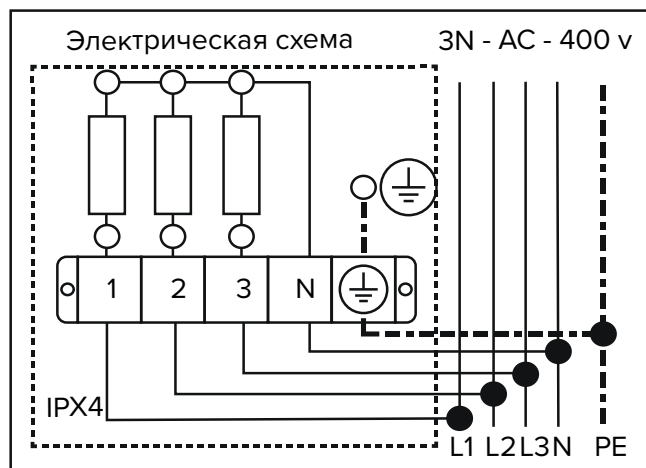 Электрическая схема
3N - AC - 400 v
1 2 3 N
IPX4
L1 L2 L3 N PE